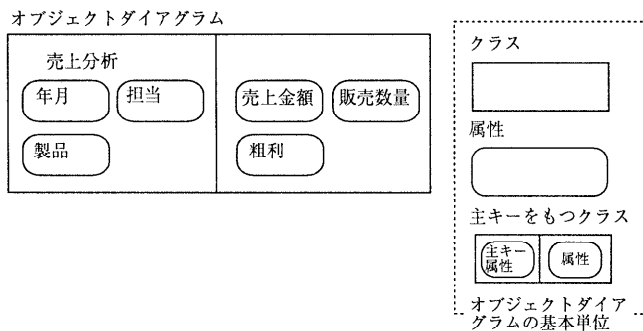 オブジェクトダイアグラム
売上分析
年月
担当
売上金額
販売数量
製品
粗利
クラス
属性
主キーをもつクラス
主キー
属性
属性
オブジェクトダイア
グラムの基本単位